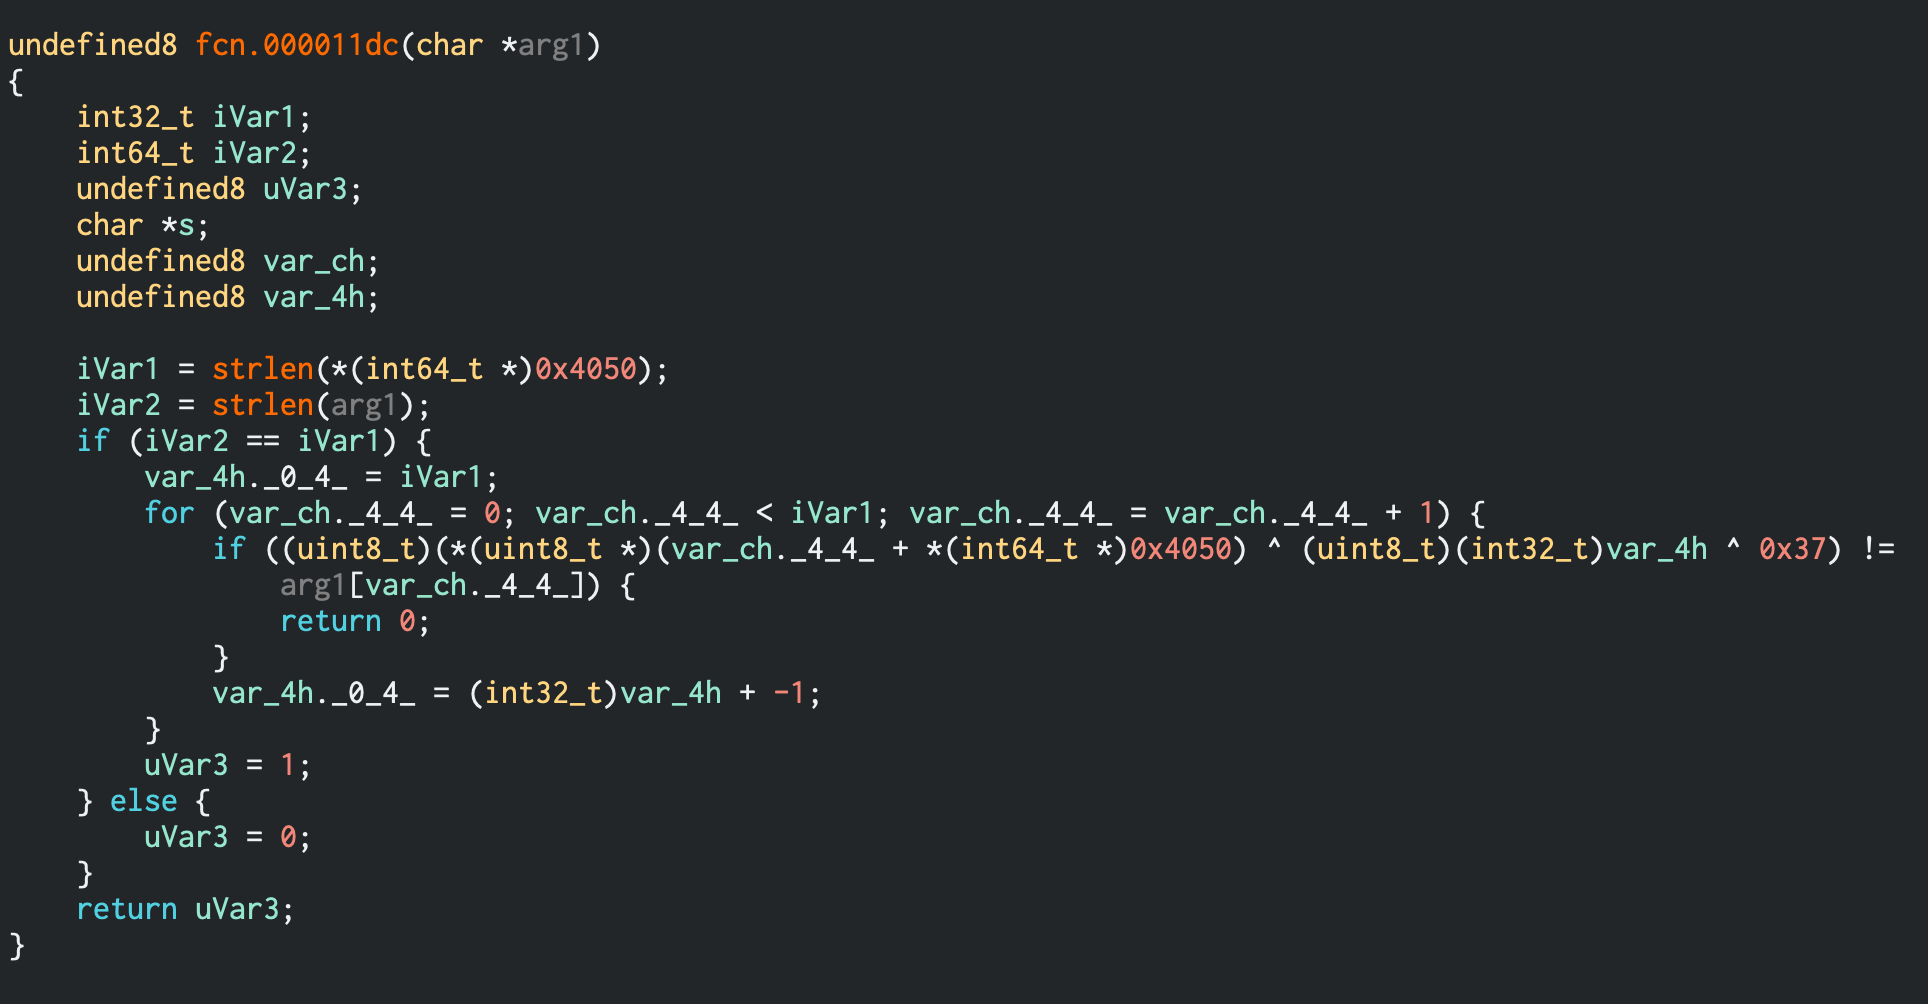 undefined8 fcn.000011dc(char *arg1)
{
    int32_t iVar1;
    int64_t iVar2;
    undefined8 uVar3;
    char *s;
    undefined8 var_ch;
    undefined8 var_4h;

    iVar1 = strlen(*(int64_t *)0x4050);
    iVar2 = strlen(arg1);
    if (iVar2 == iVar1) {
        var_4h._0_4_ = iVar1;
        for (var_ch._4_4_ = 0; var_ch._4_4_ < iVar1; var_ch._4_4_ = var_ch._4_4_ + 1) {
            if ((uint8_t)(*(uint8_t *)(var_ch._4_4_ + *(int64_t *)0x4050) ^ (uint8_t)(int32_t)var_4h ^ 0x37) !=
                arg1[var_ch._4_4_]) {
                return 0;
            }
            var_4h._0_4_ = (int32_t)var_4h + -1;
        }
        uVar3 = 1;
    } else {
        uVar3 = 0;
    }
    return uVar3;
}